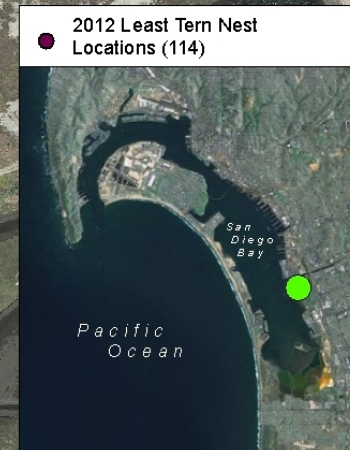 2012 Least Tern Nest
Locations (114)
San
Diego
Bay
Pacific
Ocean